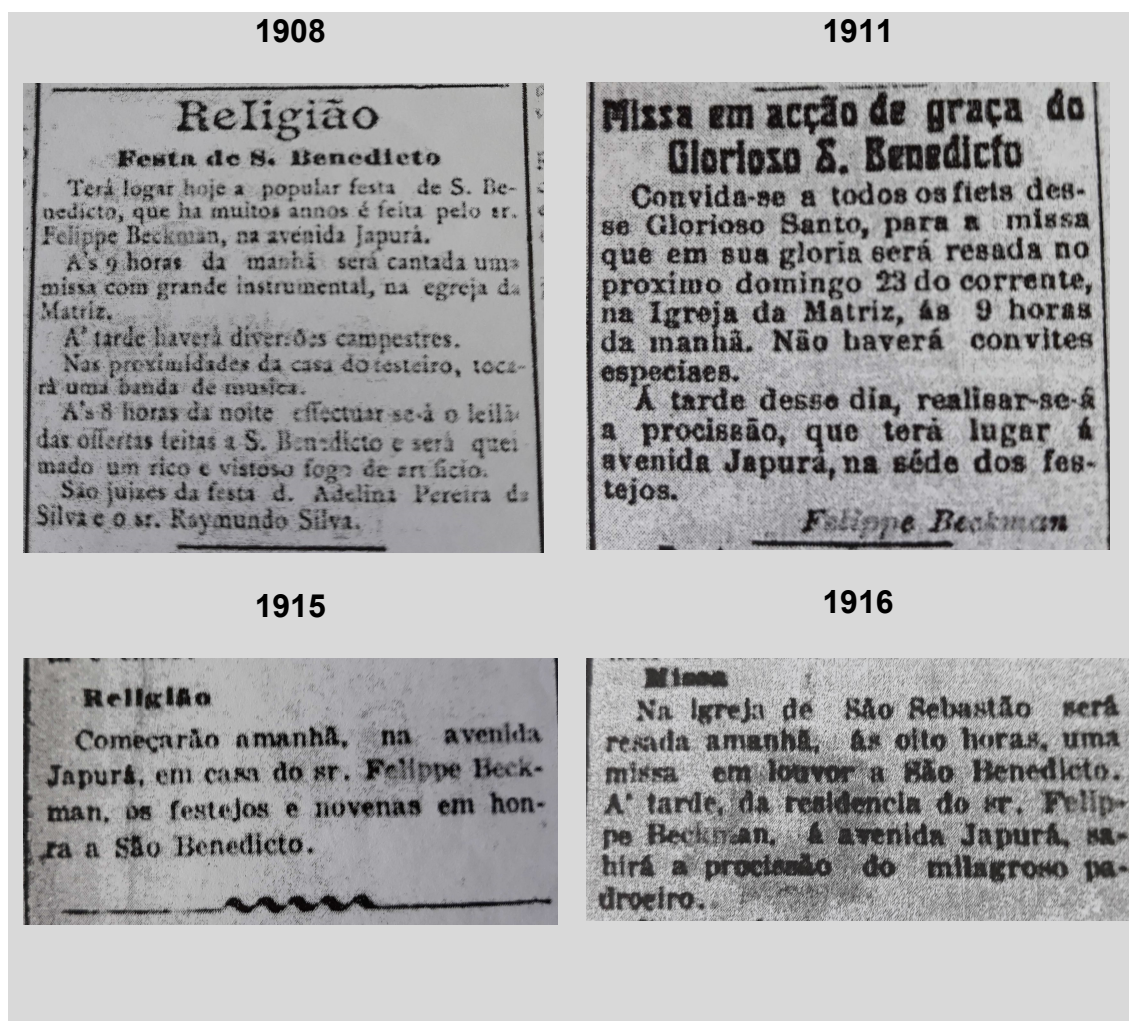 1908
Religião
Festa de S. Benedicto
Terá logar hoje a popular festa de S. Be-
nedicto, que ha muitos annos é feita pelo sr.
Felippe Beckman, na avenida Japurá.
A's 9 horas da manhã será cantada uma
missa com grande instrumental, na egreja da
Matriz.
A' tarde haverá diversões campestres.
Nas proximidades da casa do festeiro, toca-
rá uma banda de musica.
A's 8 horas da noite effectuar se-á o leilã
das offertas feitas a S. Benedicto e será quei
mado um rico e vistoso fogo de artificio.
São juizes da festa d. Adelina Pereira da
Silva e o sr. Raymundo Silva.
1911
Missa em acção de graça do
Glorioso S. Benedicto
Convida-se a todos os fieis des-
se Glorioso Santo, para a missa
que em sua gloria será resada no
proximo domingo 23 do corrente,
na Igreja da Matriz, ás 9 horas
da manhã. Não haverá convites
especiaes.
Á tarde desse dia, realisar-se-á
a procissão, que terá lugar á
avenida Japurá, na séde dos fes-
tejos.
Felippe Beckman
1915
Religião
Começarão amanhã, na avenida
Japurá, em casa do sr. Felippe Beck-
man, os festejos e novenas em hon-
ra a São Benedicto.
1916
Missa
Na igreja de São Sebastão será
resada amanhã, ás oito horas, uma
missa em louvor a São Benedicto.
A' tarde, da residencia do sr. Felip-
pe Beckman, á avenida Japurá, sa-
hirá a procissão do milagroso pa-
droeiro.